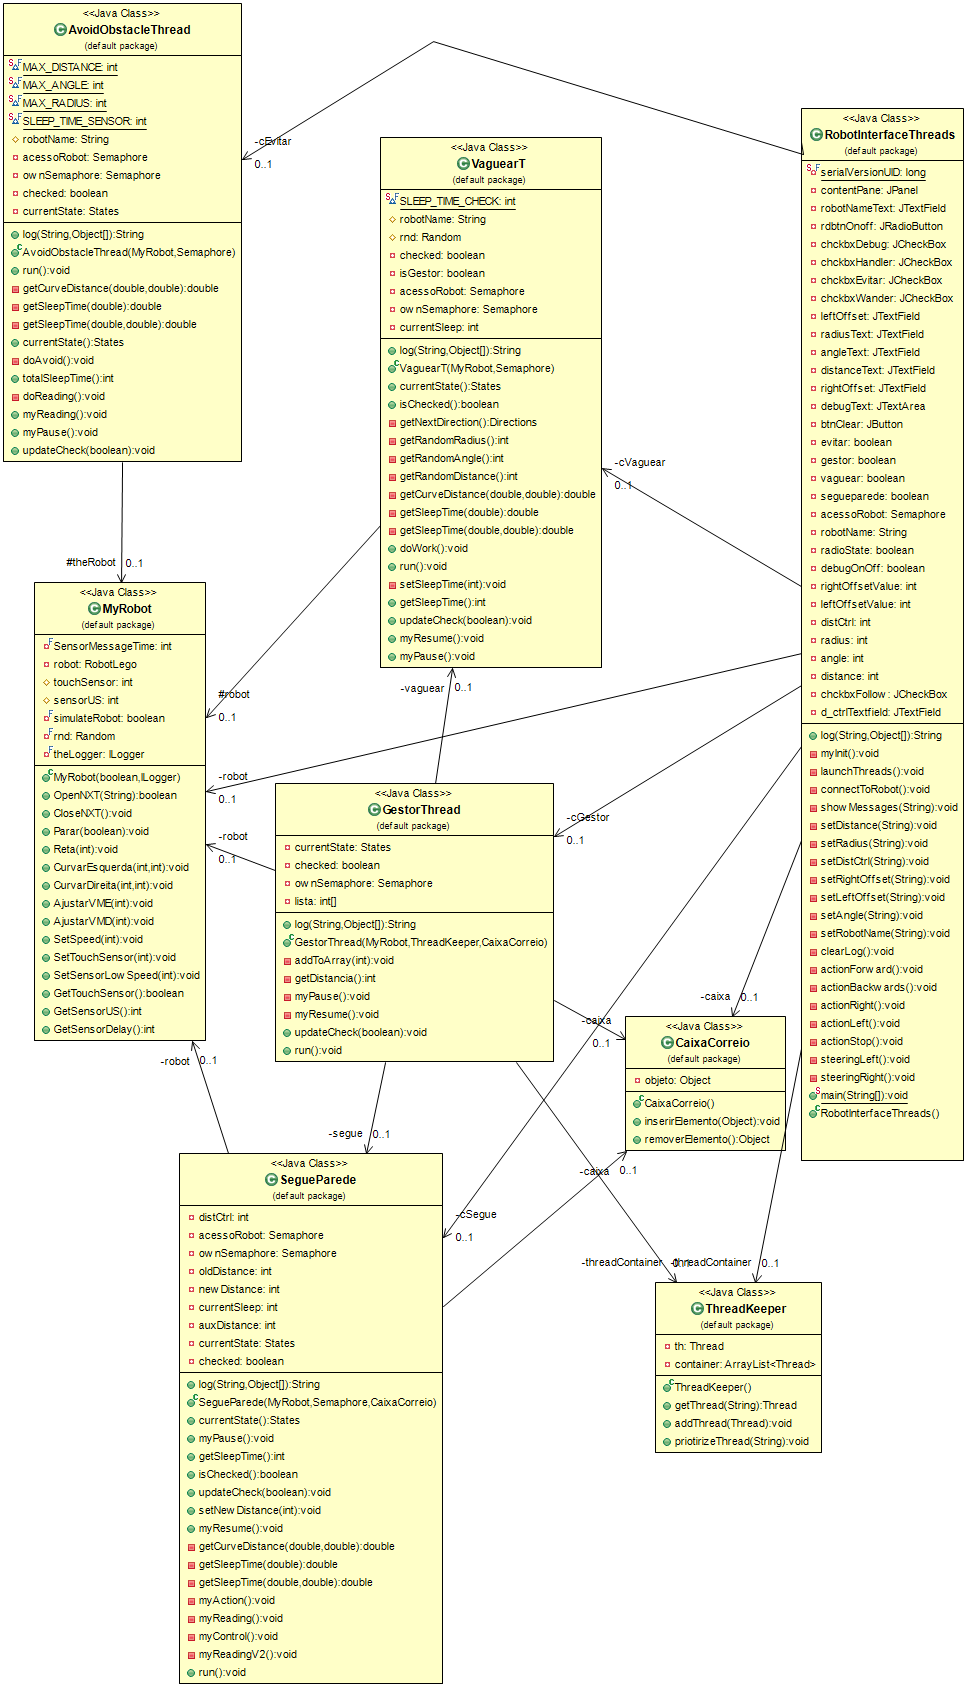 <<Java Class>>
AvoidObstacleThread
(default package)
MAX_DISTANCE: int
MAX_ANGLE: int
MAX_RADIUS: int
SLEEP_TIME_SENSOR: int
robotName: String
acessoRobot: Semaphore
ownSemaphore: Semaphore
checked: boolean
currentState: States
log(String,Object[]):String
AvoidObstacleThread(MyRobot,Semaphore)
run():void
getCurveDistance(double,double):double
getSleepTime(double):double
getSleepTime(double,double):double
currentState():States
doAvoid():void
totalSleepTime():int
doReading():void
myReading():void
myPause():void
updateCheck(boolean):void
-cEvitar
0..1
<<Java Class>>
VaguearT
(default package)
SLEEP_TIME_CHECK: int
robotName: String
rnd: Random
checked: boolean
isGestor: boolean
acessoRobot: Semaphore
ownSemaphore: Semaphore
currentSleep: int
log(String,Object[]):String
VaguearT(MyRobot,Semaphore)
currentState():States
isChecked():boolean
getNextDirection():Directions
getRandomRadius():int
getRandomAngle():int
getRandomDistance():int
getCurveDistance(double,double):double
getSleepTime(double):double
getSleepTime(double,double):double
doWork():void
run():void
setSleepTime(int):void
getSleepTime():int
updateCheck(boolean):void
myResume():void
myPause():void
<<Java Class>>
RobotInterfaceThreads
(default package)
serialVersionUID: long
contentPane: JPanel
robotNameText: JTextField
rdbtnOnoff: JRadioButton
chckbxDebug: JCheckBox
chckbxHandler: JCheckBox
chckbxEvitar: JCheckBox
chckbxWander: JCheckBox
leftOffset: JTextField
radiusText: JTextField
angleText: JTextField
distanceText: JTextField
rightOffset: JTextField
debugText: JTextArea
btnClear: JButton
evitar: boolean
gestor: boolean
vaguear: boolean
segueparede: boolean
acessoRobot: Semaphore
robotName: String
radioState: boolean
debugOnOff: boolean
rightOffsetValue: int
leftOffsetValue: int
distCtrl: int
radius: int
angle: int
distance: int
chckbxFollow: JCheckBox
d_ctrlTextfield: JTextField
log(String,Object[]):String
myInit():void
launchThreads():void
connectToRobot():void
showMessages(String):void
setDistance(String):void
setRadius(String):void
setDistCtrl(String):void
setRightOffset(String):void
setLeftOffset(String):void
setAngle(String):void
setRobotName(String):void
clearLog():void
actionForward():void
actionBackwards():void
actionRight():void
actionLeft():void
actionStop():void
steeringLeft():void
steeringRight():void
main(String[]):void
RobotInterfaceThreads()
-cVaguear
0..1
#theRobot 0..1
<<Java Class>>
MyRobot
(default package)
SensorMessageTime: int
robot: RobotLego
touchSensor: int
sensorUS: int
simulateRobot: boolean
rnd: Random
theLogger: ILogger
MyRobot(boolean,ILogger)
OpenNXT(String):boolean
CloseNXT():void
Parar(boolean):void
Reta(int):void
CurvarEsquerda(int,int):void
CurvarDireita(int,int):void
AjustarVME(int):void
AjustarVMD(int):void
SetSpeed(int):void
SetTouchSensor(int):void
SetSensorLowSpeed(int):void
GetTouchSensor():boolean
GetSensorUS():int
GetSensorDelay():int
#robot
0..1
-vaguear 0..1
-robot
0..1
-robot
0..1
-cGestor
0..1
<<Java Class>>
GestorThread
(default package)
currentState: States
checked: boolean
ownSemaphore: Semaphore
lista: int[]
log(String,Object[]):String
GestorThread(MyRobot,ThreadKeeper,CaixaCorreio)
addToArray(int):void
getDistancia():int
myPause():void
myResume():void
updateCheck(boolean):void
run():void
-caixa 0..1
-caixa
0..1
<<Java Class>>
CaixaCorreio
(default package)
objeto: Object
CaixaCorreio()
inserirElemento(Object):void
removerElemento():Object
-robot 0..1
-segue 0..1
-caixa 0..1
<<Java Class>>
SegueParede
(default package)
distCtrl: int
acessoRobot: Semaphore
ownSemaphore: Semaphore
oldDistance: int
newDistance: int
currentSleep: int
auxDistance: int
currentState: States
checked: boolean
log(String,Object[]):String
SegueParede(MyRobot,Semaphore,CaixaCorreio)
currentState():States
myPause():void
getSleepTime():int
isChecked():boolean
updateCheck(boolean):void
setNewDistance(int):void
myResume():void
getCurveDistance(double,double):double
getSleepTime(double):double
getSleepTime(double,double):double
myAction():void
myReading():void
myControl():void
myReadingV2():void
run():void
-cSegue
0..1
-threadContainer 0..1
-threadContainer 0..1
<<Java Class>>
ThreadKeeper
(default package)
th: Thread
container: ArrayList<Thread>
ThreadKeeper()
getThread(String):Thread
addThread(Thread):void
priotirizeThread(String):void